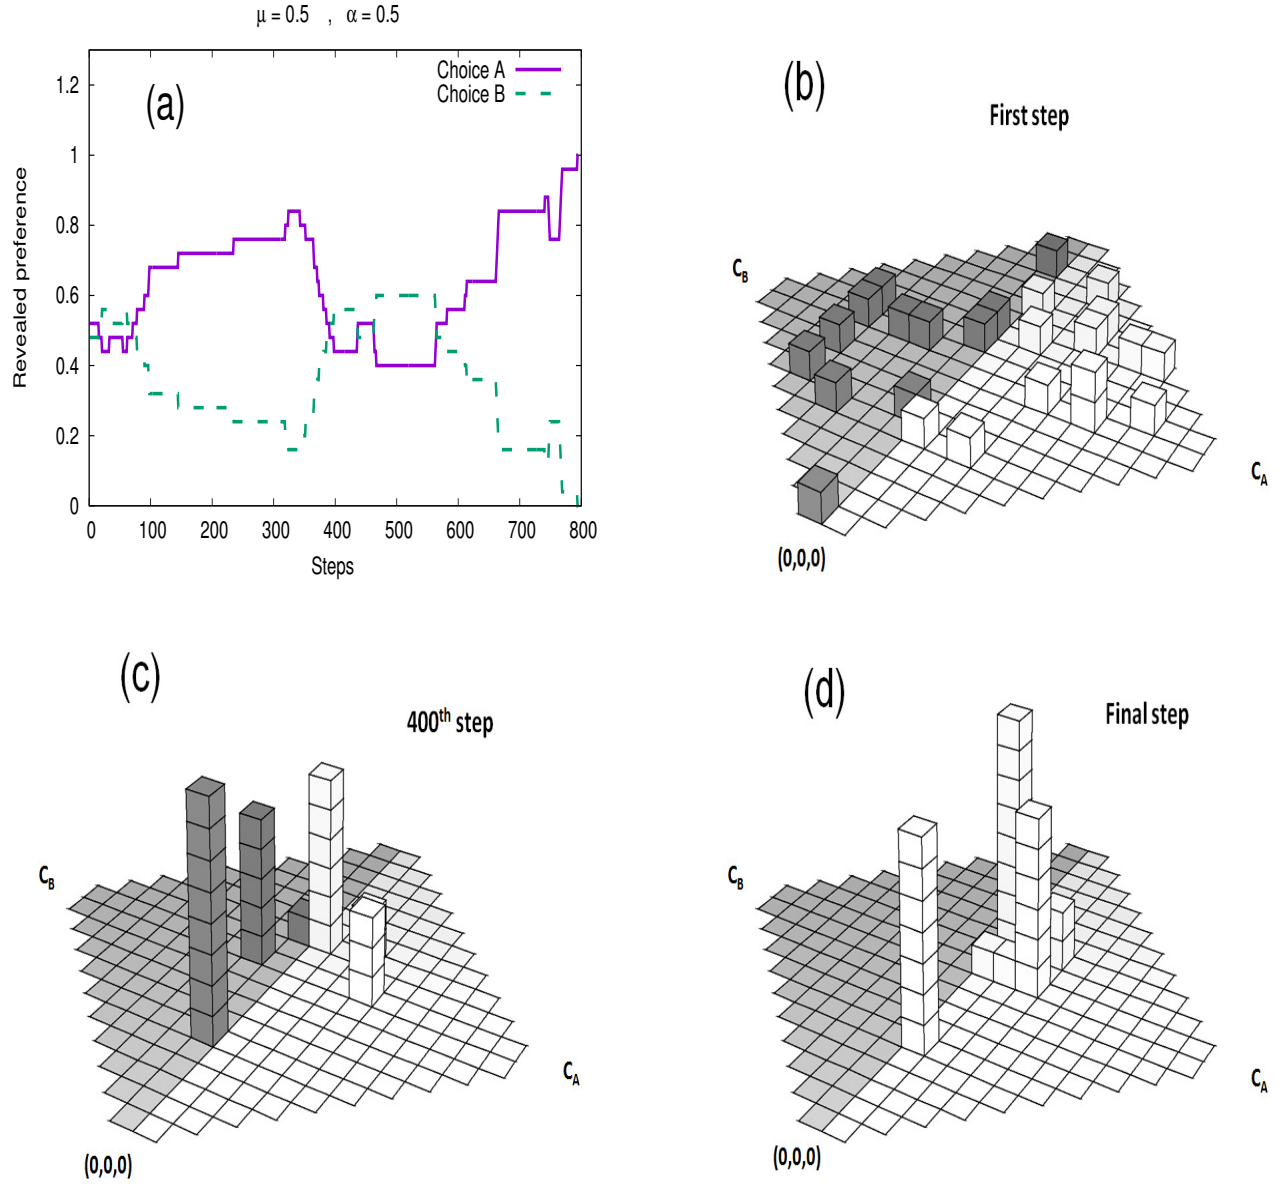 μ = 0.5 , α = 0.5
(a)
Choice A
Choice B
Revealed preference
1.2
1
0.8
0.6
0.4
0.2
0
0 100 200 300 400 500 600 700 800
Steps
(b)
First step
C_B
C_A
(0,0,0)
(c)
400th step
C_B
C_A
(0,0,0)
(d)
Final step
C_B
C_A
(0,0,0)